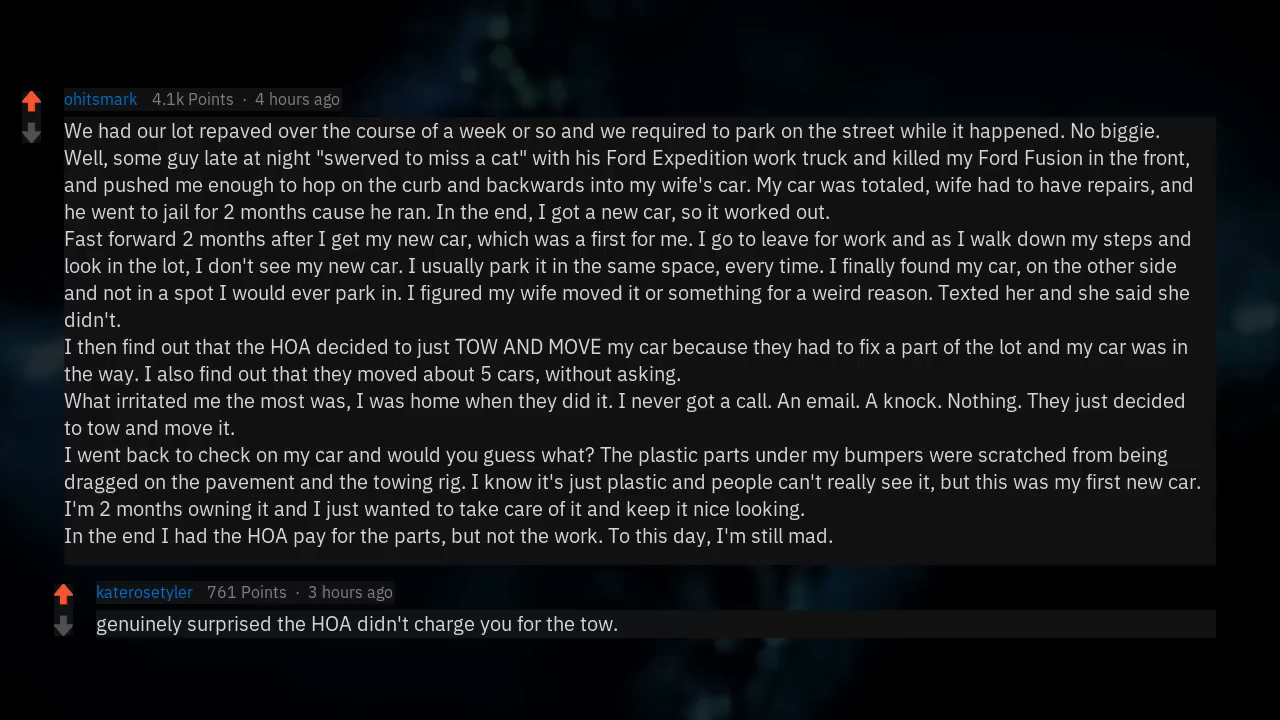 ohitsmark 4.1k Points · 4 hours ago
We had our lot repaved over the course of a week or so and we required to park on the street while it happened. No biggie.
Well, some guy late at night "swerved to miss a cat" with his Ford Expedition work truck and killed my Ford Fusion in the front,
and pushed me enough to hop on the curb and backwards into my wife's car. My car was totaled, wife had to have repairs, and
he went to jail for 2 months cause he ran. In the end, I got a new car, so it worked out.
Fast forward 2 months after I get my new car, which was a first for me. I go to leave for work and as I walk down my steps and
look in the lot, I don't see my new car. I usually park it in the same space, every time. I finally found my car, on the other side
and not in a spot I would ever park in. I figured my wife moved it or something for a weird reason. Texted her and she said she
didn't.
I then find out that the HOA decided to just TOW AND MOVE my car because they had to fix a part of the lot and my car was in
the way. I also find out that they moved about 5 cars, without asking.
What irritated me the most was, I was home when they did it. I never got a call. An email. A knock. Nothing. They just decided
to tow and move it.
I went back to check on my car and would you guess what? The plastic parts under my bumpers were scratched from being
dragged on the pavement and the towing rig. I know it's just plastic and people can't really see it, but this was my first new car.
I'm 2 months owning it and I just wanted to take care of it and keep it nice looking.
In the end I had the HOA pay for the parts, but not the work. To this day, I'm still mad.
katerosetyler 761 Points · 3 hours ago
genuinely surprised the HOA didn't charge you for the tow.